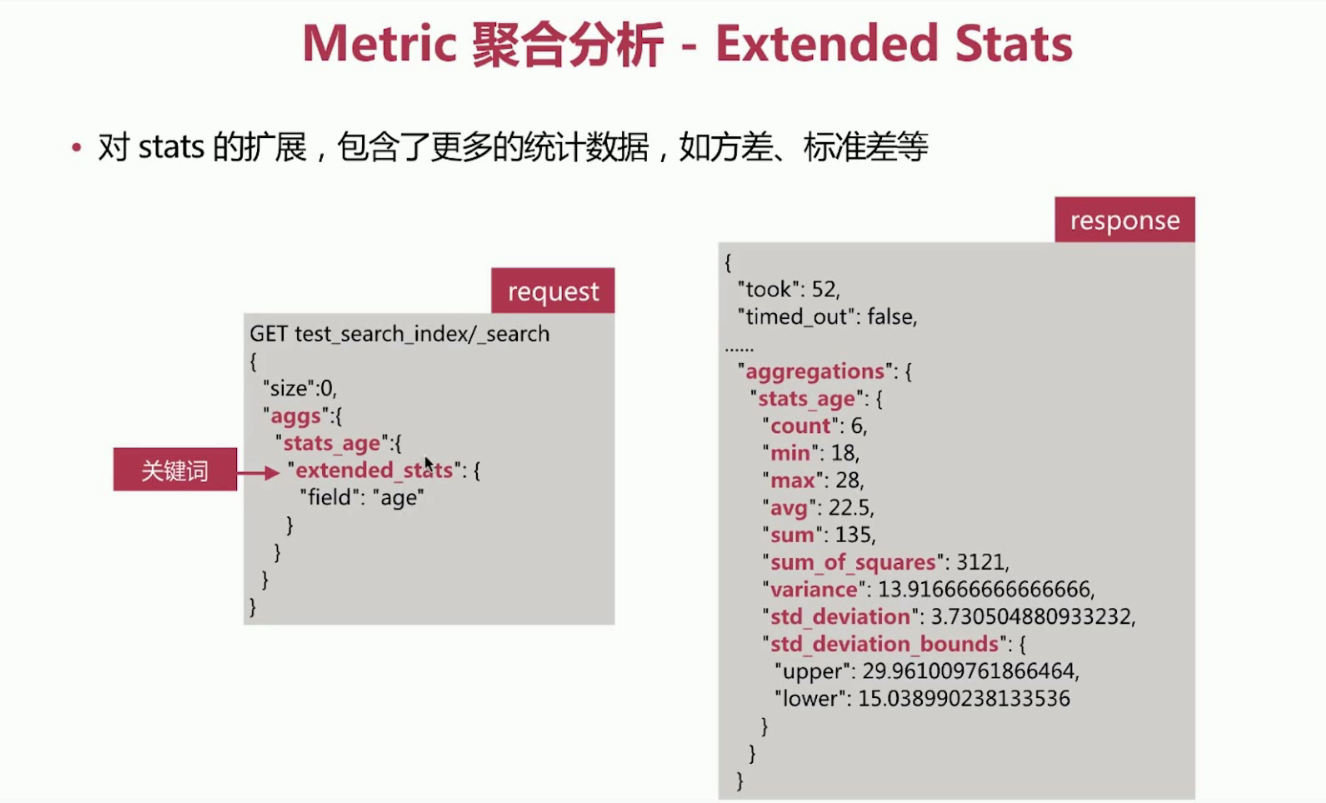 Metric 聚合分析 - Extended Stats
• 对 stats 的扩展，包含了更多的统计数据，如方差、标准差等
request
GET test_search_index/_search
{
"size":0,
"aggs":{
"stats_age":{
关键词
"extended_stats": {
"field": "age"
}
}
}
}
response
{
"took": 52,
"timed_out": false,
......
"aggregations": {
"stats_age": {
"count": 6,
"min": 18,
"max": 28,
"avg": 22.5,
"sum": 135,
"sum_of_squares": 3121,
"variance": 13.916666666666666,
"std_deviation": 3.730504880933232,
"std_deviation_bounds": {
"upper": 29.961009761866464,
"lower": 15.038990238133536
}
}
}